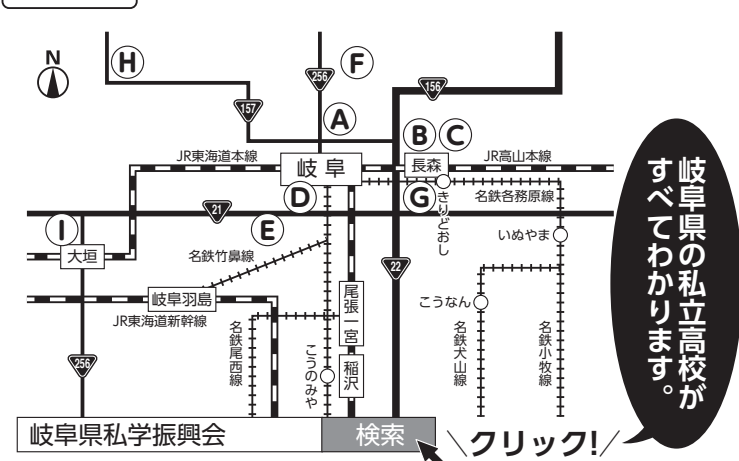 N
H
256
F
157
156
A
B
C
JR東海道本線
岐阜
長森
JR高山本線
D
G
きりどおし
名鉄各務原線
21
I
E
いぬやま
大垣
名鉄竹鼻線
22
岐阜羽島
JR東海道新幹線
尾張一宮
こうなん
256
名鉄尾西線
こうのみや
稲沢
名鉄犬山線
名鉄小牧線
岐阜県の私立高校が
すべてわかります。
岐阜県私学振興会
検索
クリック!